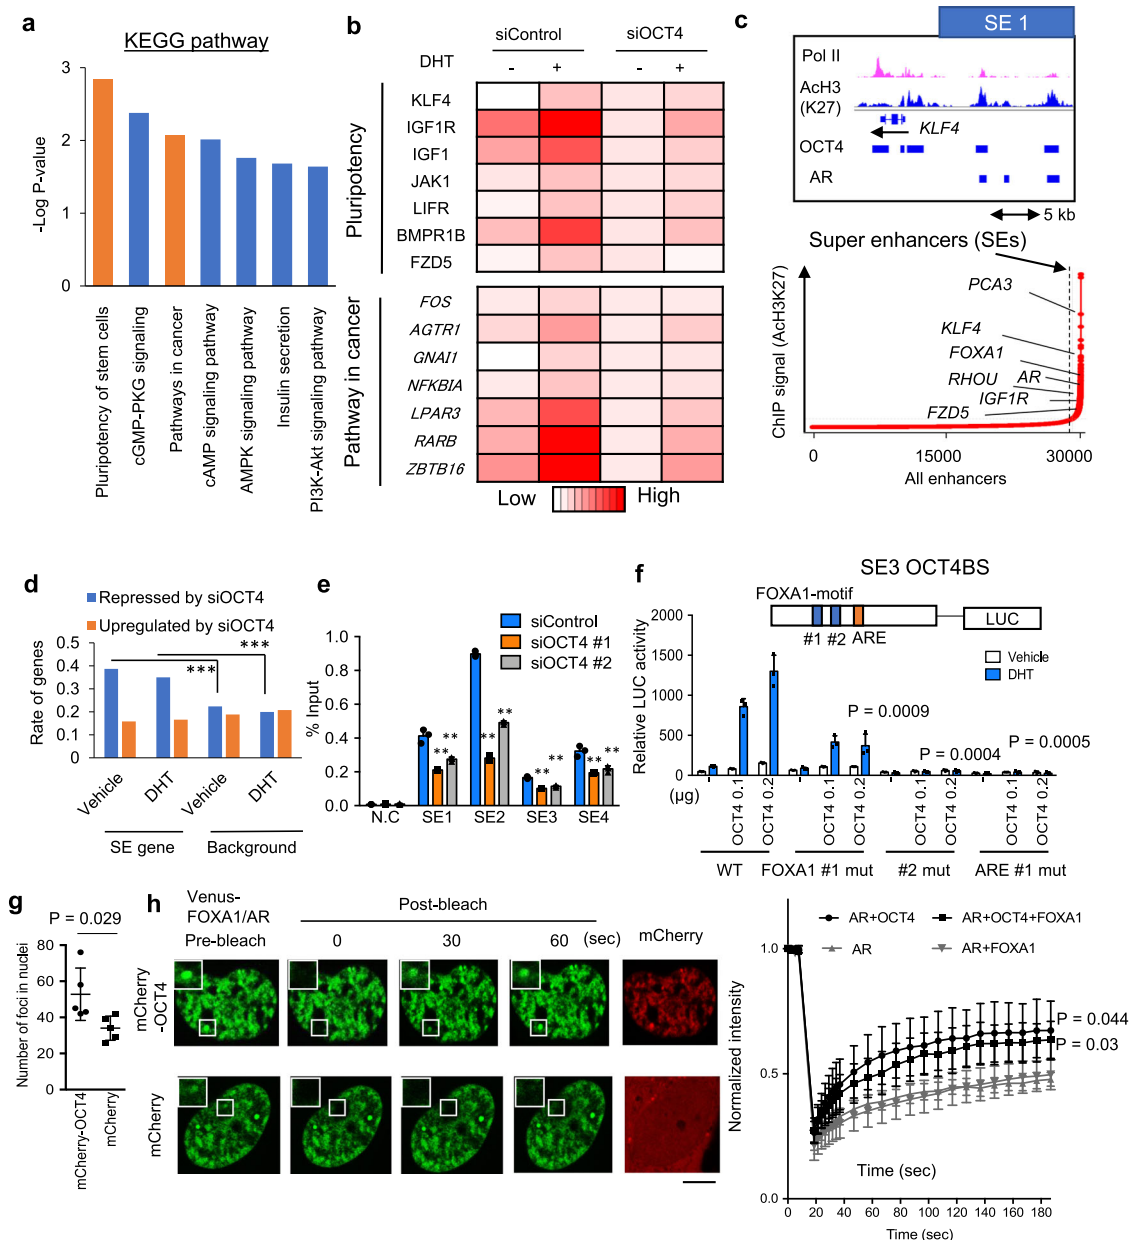 a
KEGG pathway
-Log P-value
3
2
1
0
Pluripotency of stem cells
cGMP-PKG signaling
Pathways in cancer
cAMP signaling pathway
AMPK signaling pathway
Insulin secretion
PI3K-Akt signaling pathway
b
siControl
siOCT4
DHT
-
+
-
+
Pluripotency
KLF4
IGF1R
IGF1
JAK1
LIFR
BMPR1B
FZD5
Pathway in cancer
FOS
AGTR1
GNAI1
NFKBIA
LPAR3
RARB
ZBTB16
Low
High
c
SE 1
Pol II
AcH3
(K27)
KLF4
OCT4
AR
5 kb
Super enhancers (SEs)
ChIP signal (AcH3K27)
PCA3
KLF4
FOXA1
RHOU
AR
IGF1R
FZD5
0
15000
30000
All enhancers
d
Repressed by siOCT4
Upregulated by siOCT4
Rate of genes
0.5
0.4
0.3
0.2
0.1
0
***
***
Vehicle
DHT
Vehicle
DHT
SE gene
Background
e
siControl
siOCT4 #1
siOCT4 #2
% Input
1.0
0.8
0.6
0.4
0.2
0.0
**
**
**
**
**
**
**
**
N.C
SE1
SE2
SE3
SE4
f
SE3 OCT4BS
FOXA1-motif
#1
#2
ARE
LUC
Vehicle
DHT
Relative LUC activity
2000
1500
1000
500
0
P = 0.0009
P = 0.0004
P = 0.0005
(μg)
-
OCT4 0.1
OCT4 0.2
-
OCT4 0.1
OCT4 0.2
-
OCT4 0.1
OCT4 0.2
-
OCT4 0.1
OCT4 0.2
WT
FOXA1 #1 mut
#2 mut
ARE #1 mut
g
P = 0.029
Number of foci in nuclei
80
60
40
20
0
mCherry-OCT4
mCherry
h
Venus-
FOXA1/AR
Pre-bleach
Post-bleach
0
30
60
(sec)
mCherry
mCherry
-OCT4
mCherry
AR+OCT4
AR+OCT4+FOXA1
AR
AR+FOXA1
Normalized intensity
1.0
0.5
0.0
P = 0.044
P = 0.03
Time (sec)
0
20
40
60
80
100
120
140
160
180
Time (sec)